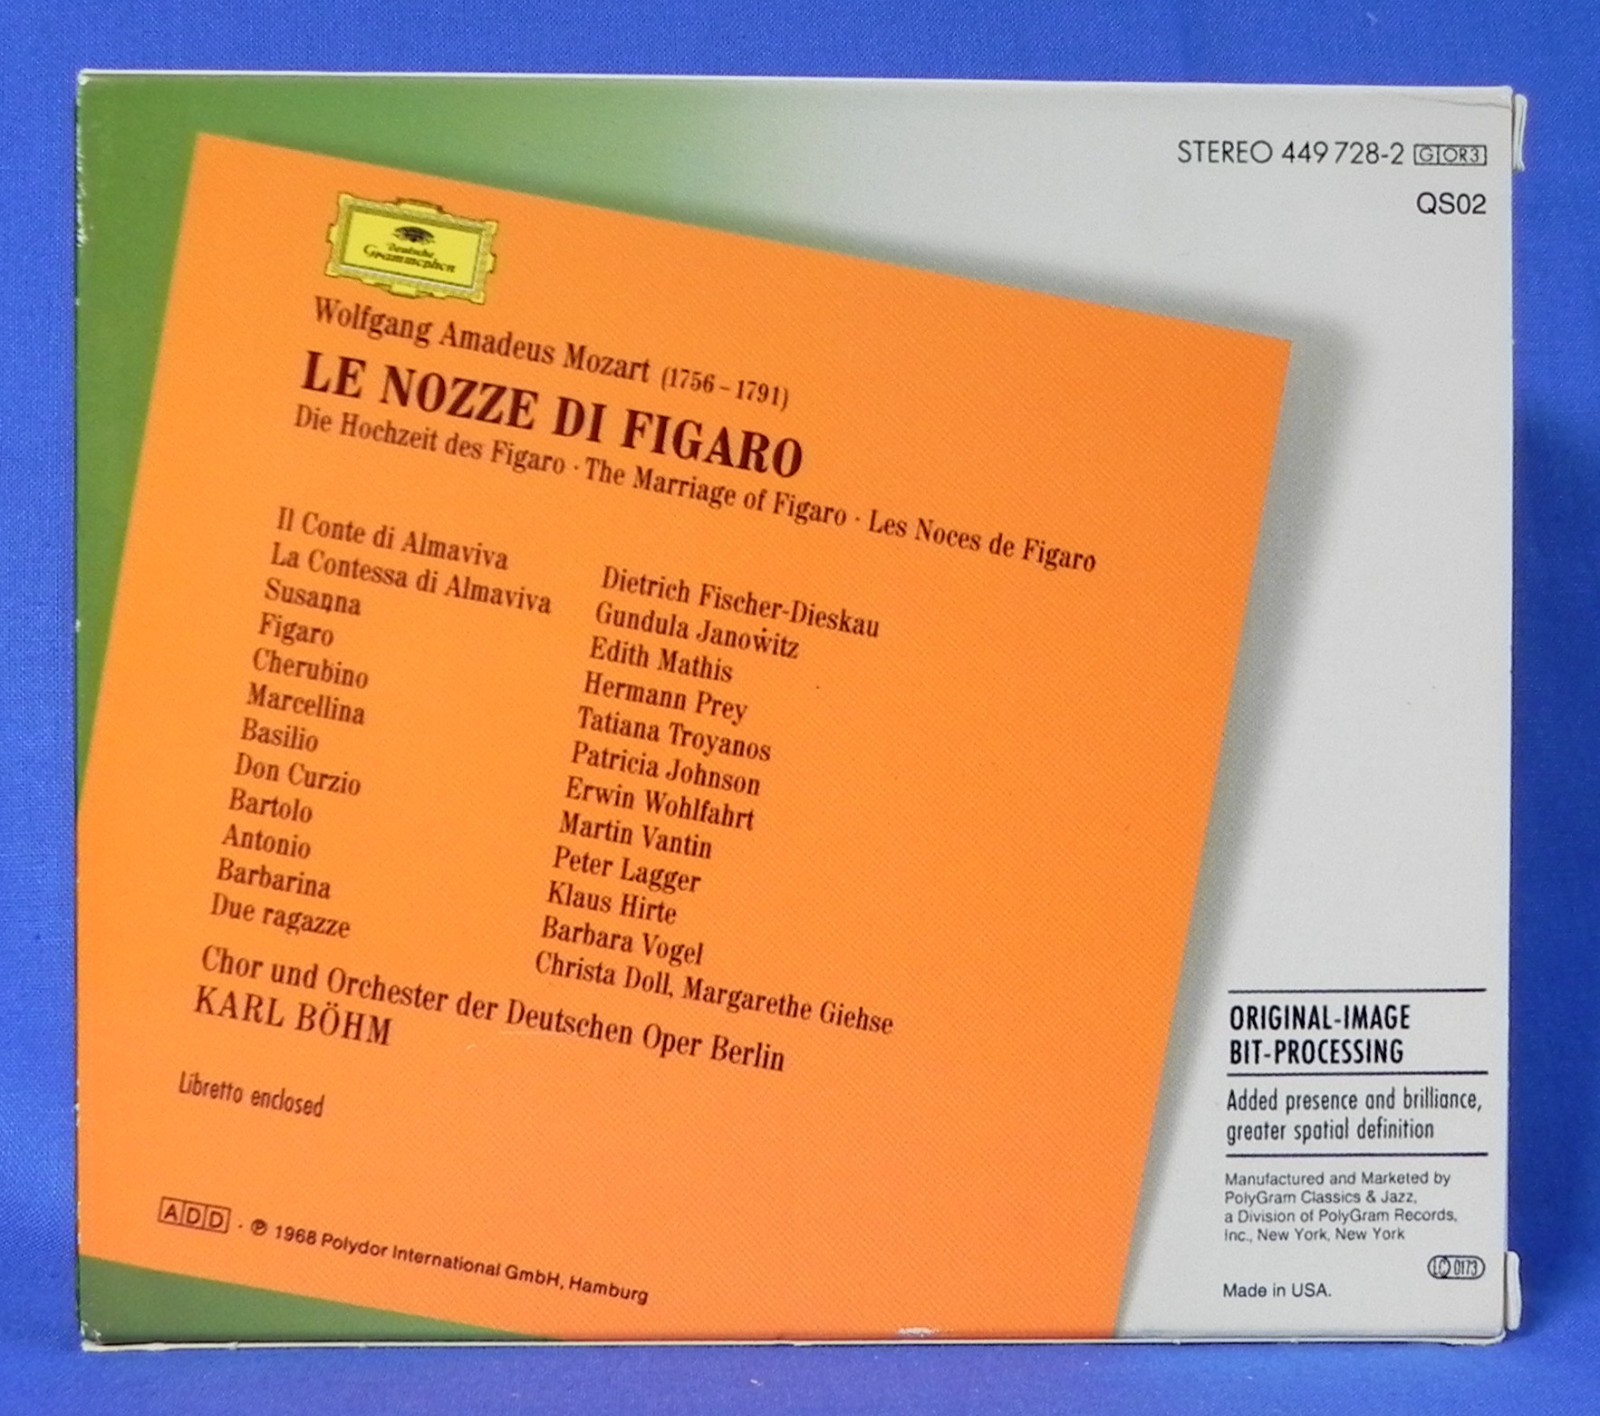 STEREO 449 728-2 GOR3
QS02
Deutsche
Grammophon
Wolfgang Amadeus Mozart (1756 – 1791)
LE NOZZE DI FIGARO
Die Hochzeit des Figaro · The Marriage of Figaro · Les Noces de Figaro
Il Conte di Almaviva Dietrich Fischer-Dieskau
La Contessa di Almaviva Gundula Janowitz
Susanna Edith Mathis
Figaro Hermann Prey
Cherubino Tatiana Troyanos
Marcellina Patricia Johnson
Basilio Erwin Wohlfahrt
Don Curzio Martin Vantin
Bartolo Peter Lagger
Antonio Klaus Hirte
Barbarina Barbara Vogel
Due ragazze Christa Doll, Margarethe Giehse
Chor und Orchester der Deutschen Oper Berlin
KARL BÖHM
Libretto enclosed
ADD · ℗ 1968 Polydor International GmbH, Hamburg
ORIGINAL-IMAGE
BIT-PROCESSING
Added presence and brilliance,
greater spatial definition
Manufactured and Marketed by
PolyGram Classics & Jazz,
a Division of PolyGram Records,
Inc., New York, New York
LC 0173
Made in USA.